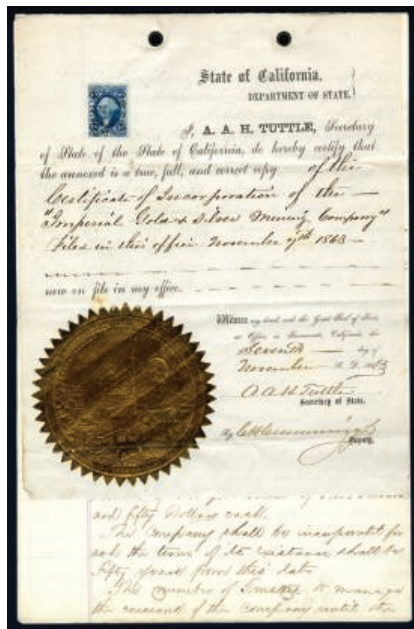 State of California,
DEPARTMENT OF STATE.
I, A. A. H. TUTTLE, Secretary
of State of the State of California, do hereby certify that
the annexed is a true, full, and correct copy of the
Certificate of Incorporation of the
"Imperial Gold & Silver Mining Company"
Filed in this office November 7th 1863
now on file in my office.
Witness my hand and the Great Seal of State,
at Office in Sacramento, California, the
Seventh day of
November A. D. 1863
A A H Tuttle
Secretary of State.
By
Deputy.
and fifty Dollars each.
The Company shall be incorporated for
and the term of its existence shall be
Fifty years from this date
The number of Trustees to manage
the concerns of the Company until the